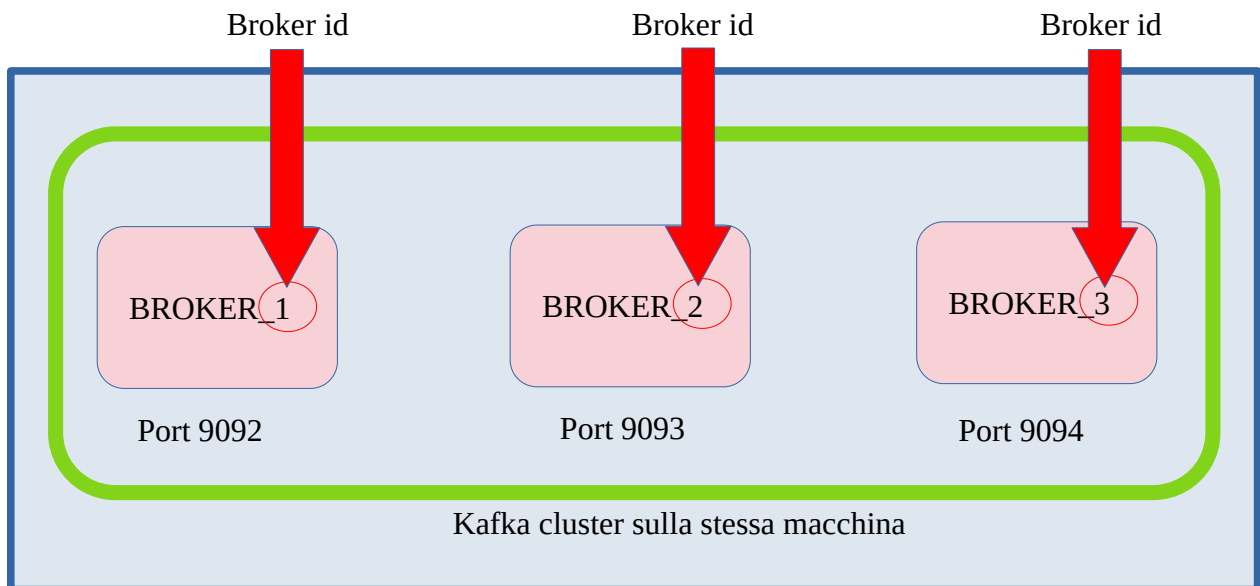 Broker id
Broker id
Broker id
BROKER_1
BROKER_2
BROKER_3
Port 9092
Port 9093
Port 9094
Kafka cluster sulla stessa macchina